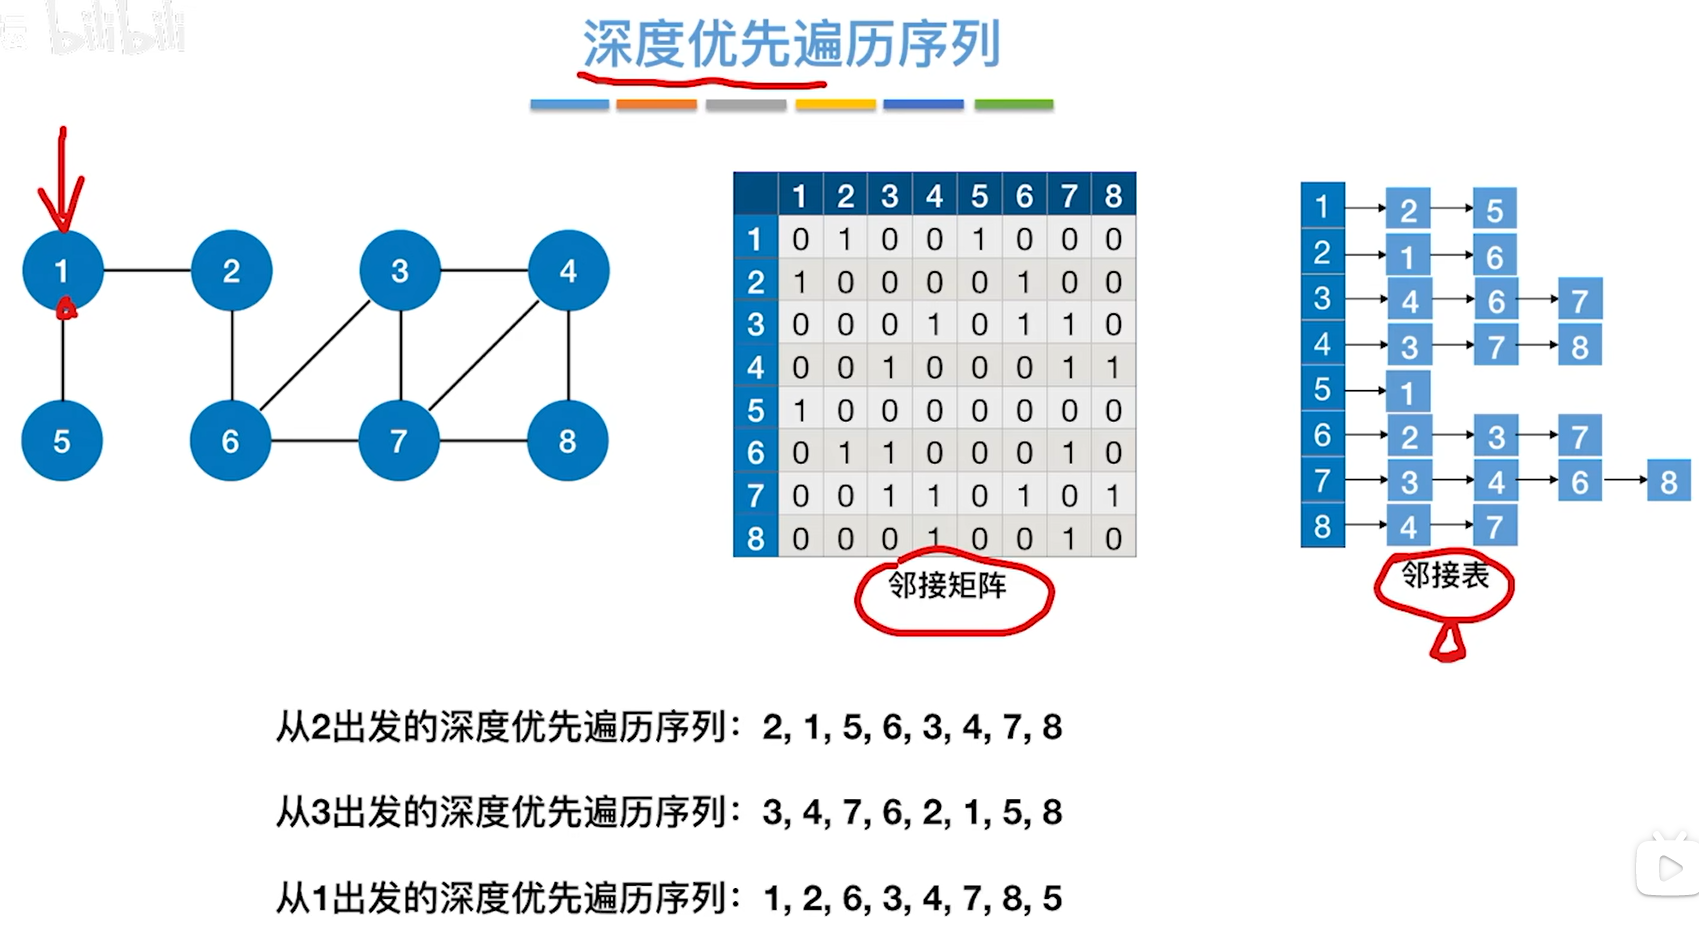 bilibili
深度优先遍历序列
1 2 3 4
5 6 7 8
1 2 3 4 5 6 7 8
1 0 1 0 0 1 0 0 0
2 1 0 0 0 0 1 0 0
3 0 0 0 1 0 1 1 0
4 0 0 1 0 0 0 1 1
5 1 0 0 0 0 0 0 0
6 0 1 1 0 0 0 1 0
7 0 0 1 1 0 1 0 1
8 0 0 0 1 0 0 1 0
邻接矩阵
1 2 5
2 1 6
3 4 6 7
4 3 7 8
5 1
6 2 3 7
7 3 4 6 8
8 4 7
邻接表
从2出发的深度优先遍历序列：2, 1, 5, 6, 3, 4, 7, 8
从3出发的深度优先遍历序列：3, 4, 7, 6, 2, 1, 5, 8
从1出发的深度优先遍历序列：1, 2, 6, 3, 4, 7, 8, 5